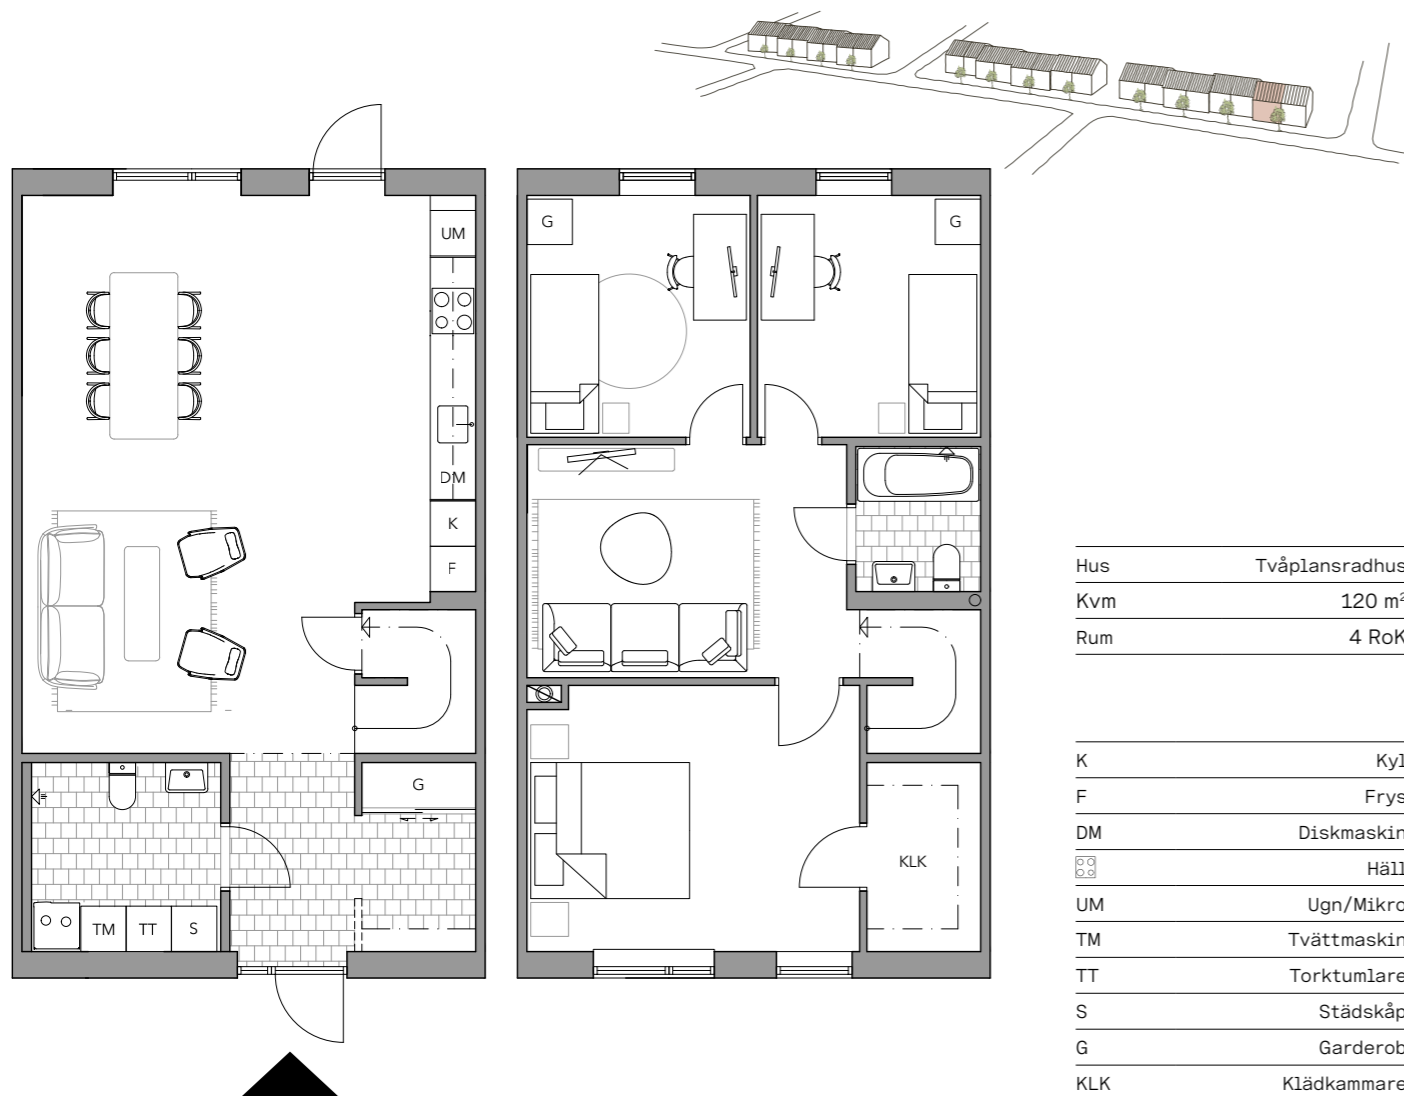 UM
DM
K
F
G
TM TT S
G
G
KLK
Hus Tvåplansradhus
Kvm 120 m²
Rum 4 RoK
K Kyl
F Frys
DM Diskmaskin
Häll
UM Ugn/Mikro
TM Tvättmaskin
TT Torktumlare
S Städskåp
G Garderob
KLK Klädkammare